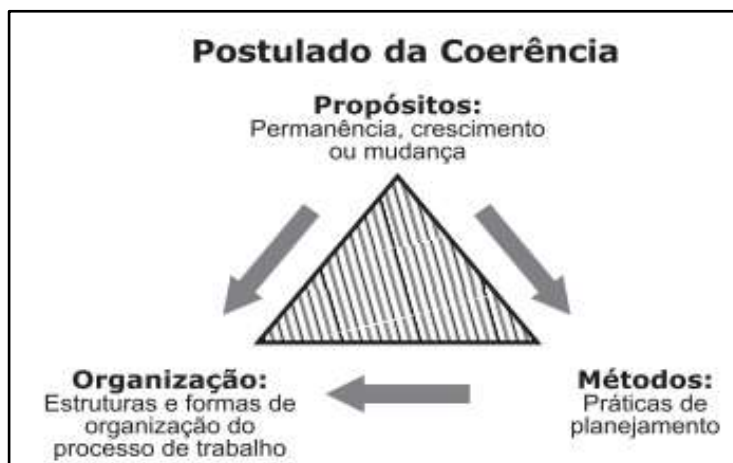 Postulado da Coerência
Propósitos:
Permanência, crescimento
ou mudança
Organização:
Estruturas e formas de
organização do
processo de trabalho
Métodos:
Práticas de
planejamento